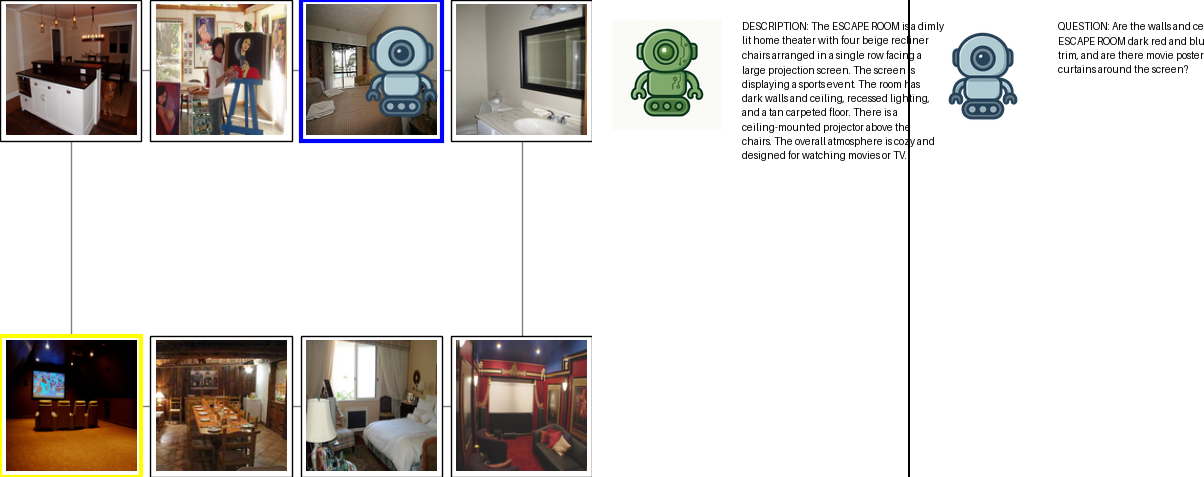 DESCRIPTION: The ESCAPE ROOM is a dimly
lit home theater with four beige recliner
chairs arranged in a single row facing a
large projection screen. The screen is
displaying a sports event. The room has
dark walls and ceiling, recessed lighting,
and a tan carpeted floor. There is a
ceiling-mounted projector above the
chairs. The overall atmosphere is cozy and
designed for watching movies or TV.
QUESTION: Are the walls and ce
ESCAPE ROOM dark red and blu
trim, and are there movie poster
curtains around the screen?